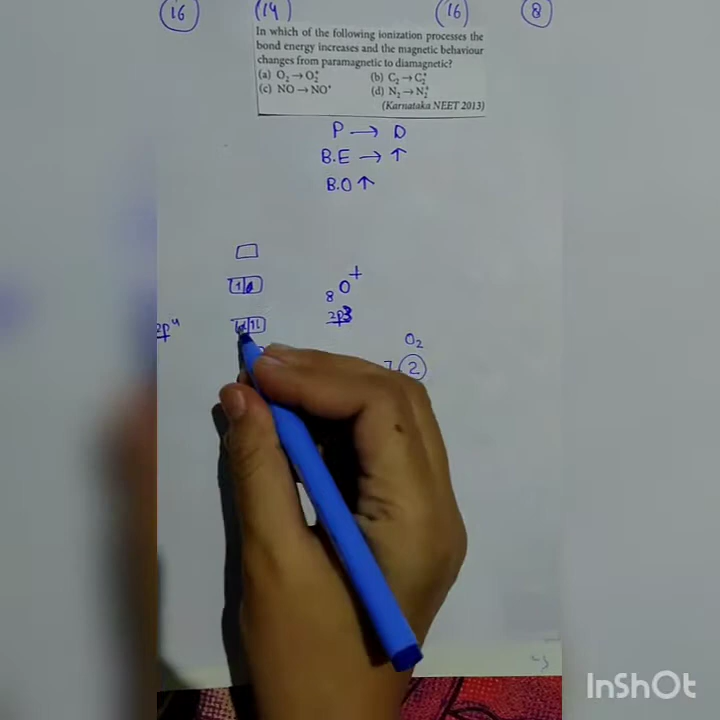 16 (14) (16) 8
In which of the following ionization processes the
bond energy increases and the magnetic behaviour
changes from paramagnetic to diamagnetic?
(a) O₂ → O₂⁺ (b) C₂ → C₂⁺
(c) NO → NO⁺ (d) N₂ → N₂⁺
(Karnataka NEET 2013)
P → D
B.E → ↑
B.O ↑
₈O⁺
2p⁴ 2p³
O₂
2
InShOt